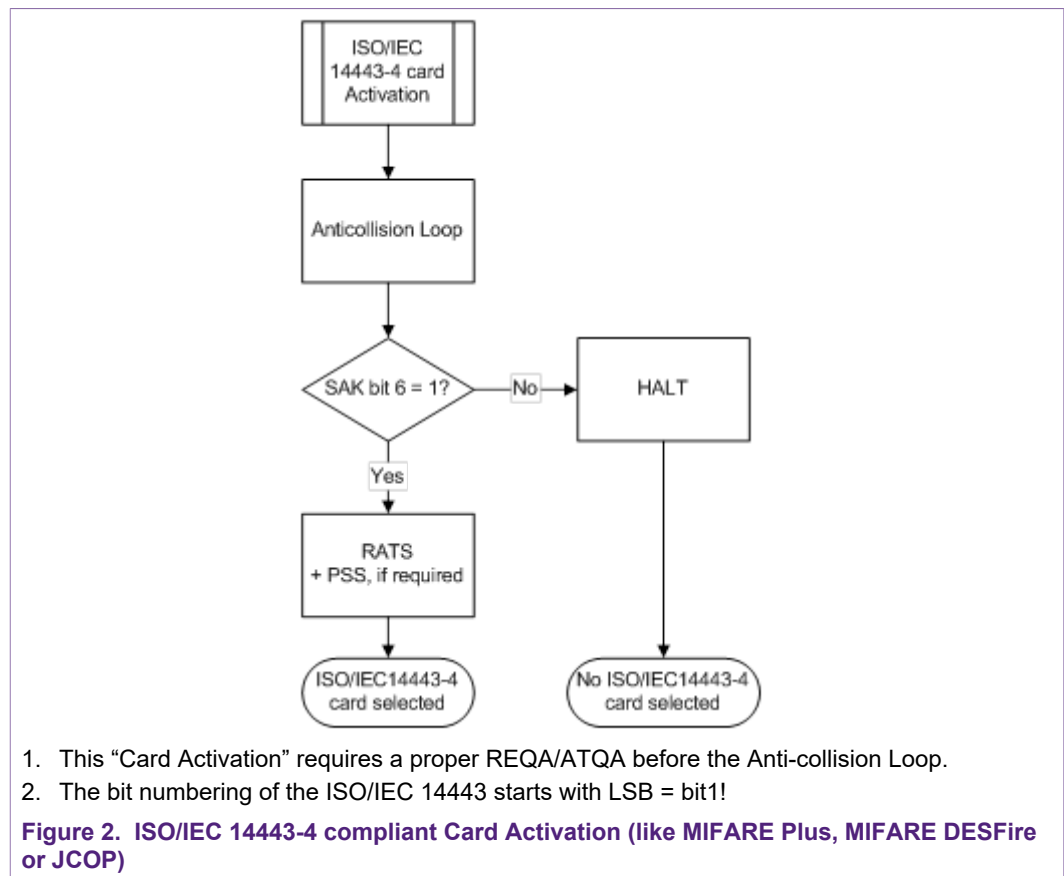 ISO/IEC
14443-4 card
Activation
Anticollision Loop
SAK bit 6 = 1?
No
HALT
Yes
RATS
+ PSS, if required
ISO/IEC14443-4
card selected
No ISO/IEC14443-4
card selected
1. This “Card Activation” requires a proper REQA/ATQA before the Anti-collision Loop.
2. The bit numbering of the ISO/IEC 14443 starts with LSB = bit1!
Figure 2. ISO/IEC 14443-4 compliant Card Activation (like MIFARE Plus, MIFARE DESFire
or JCOP)